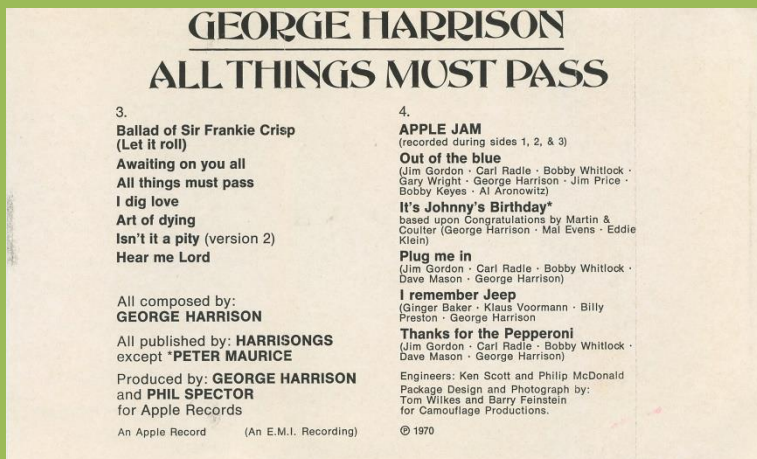 GEORGE HARRISON
ALL THINGS MUST PASS
3.
Ballad of Sir Frankie Crisp
(Let it roll)
Awaiting on you all
All things must pass
I dig love
Art of dying
Isn't it a pity (version 2)
Hear me Lord
All composed by:
GEORGE HARRISON
All published by: HARRISONGS
except *PETER MAURICE
Produced by: GEORGE HARRISON
and PHIL SPECTOR
for Apple Records
An Apple Record (An E.M.I. Recording)
4.
APPLE JAM
(recorded during sides 1, 2, & 3)
Out of the blue
(Jim Gordon · Carl Radle · Bobby Whitlock ·
Gary Wright · George Harrison · Jim Price ·
Bobby Keyes · Al Aronowitz)
It's Johnny's Birthday*
based upon Congratulations by Martin &
Coulter (George Harrison · Mal Evens · Eddie
Klein)
Plug me in
(Jim Gordon · Carl Radle · Bobby Whitlock ·
Dave Mason · George Harrison)
I remember Jeep
(Ginger Baker · Klaus Voormann · Billy
Preston · George Harrison
Thanks for the Pepperoni
(Jim Gordon · Carl Radle · Bobby Whitlock ·
Dave Mason · George Harrison)
Engineers: Ken Scott and Philip McDonald
Package Design and Photograph by:
Tom Wilkes and Barry Feinstein
for Camouflage Productions.
℗ 1970